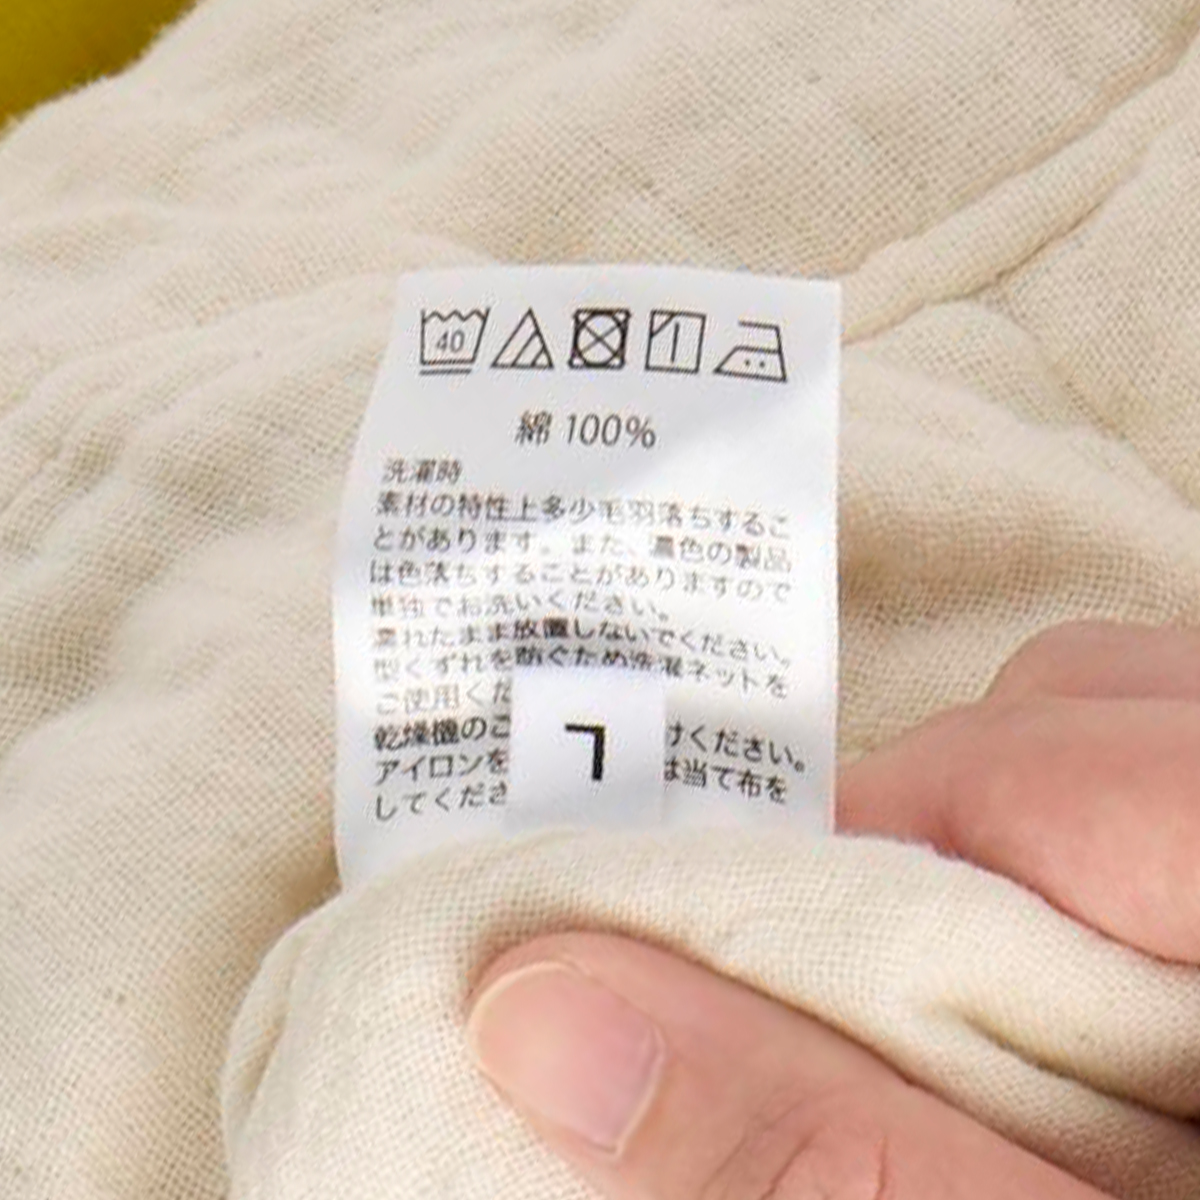 40
綿 100%
洗濯時
素材の特性上多少毛羽落ちするこ
とがあります。また、濃色の製品
は色落ちすることがありますので
単独でお洗いください。
濡れたまま放置しないでください。
型くずれを防ぐため洗濯ネットを
ご使用くだ
乾燥機のご けください。
アイロンを は当て布を
してくださ
L